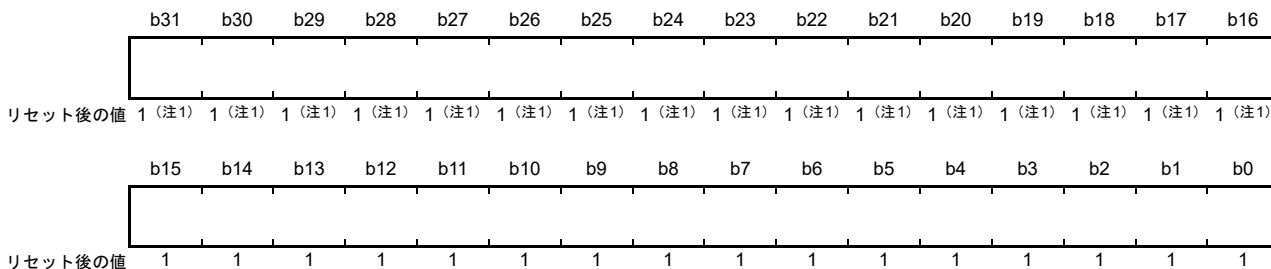 b31 b30 b29 b28 b27 b26 b25 b24 b23 b22 b21 b20 b19 b18 b17 b16
リセット後の値 1（注1） 1（注1） 1（注1） 1（注1） 1（注1） 1（注1） 1（注1） 1（注1） 1（注1） 1（注1） 1（注1） 1（注1） 1（注1） 1（注1） 1（注1） 1（注1）
b15 b14 b13 b12 b11 b10 b9 b8 b7 b6 b5 b4 b3 b2 b1 b0
リセット後の値 1 1 1 1 1 1 1 1 1 1 1 1 1 1 1 1